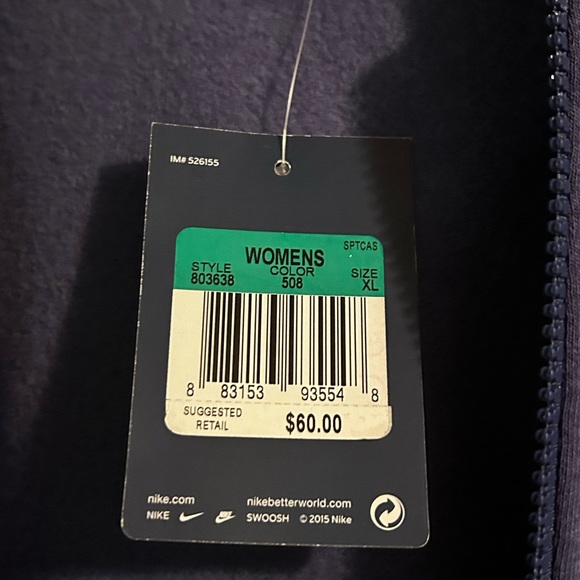 IM# 526155
SPTCAS
WOMENS
STYLE COLOR SIZE
803638 508 XL
8 83153 93554 8
SUGGESTED
RETAIL $60.00
nike.com nikebetterworld.com
NIKE SWOOSH © 2015 Nike